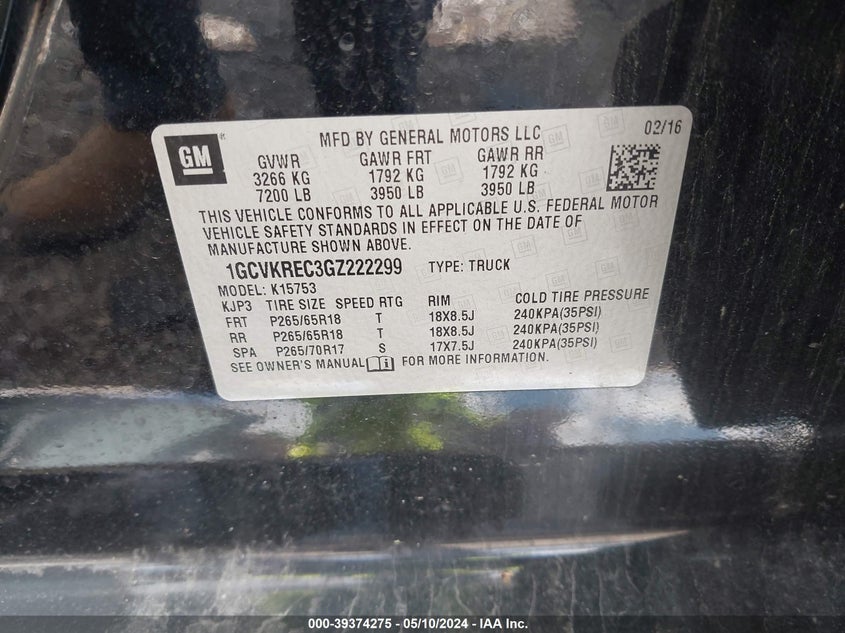 GM
MFD BY GENERAL MOTORS LLC
02/16
GVWR GAWR FRT GAWR RR
3266 KG 1792 KG 1792 KG
7200 LB 3950 LB 3950 LB
THIS VEHICLE CONFORMS TO ALL APPLICABLE U.S. FEDERAL MOTOR
VEHICLE SAFETY STANDARDS IN EFFECT ON THE DATE OF
MANUFACTURE SHOWN ABOVE.
1GCVKREC3GZ222299 TYPE: TRUCK
MODEL: K15753
KJP3 TIRE SIZE SPEED RTG RIM COLD TIRE PRESSURE
FRT P265/65R18 T 18X8.5J 240KPA(35PSI)
RR P265/65R18 T 18X8.5J 240KPA(35PSI)
SPA P265/70R17 S 17X7.5J 240KPA(35PSI)
SEE OWNER'S MANUAL FOR MORE INFORMATION.
000-39374275 - 05/10/2024 - IAA Inc.